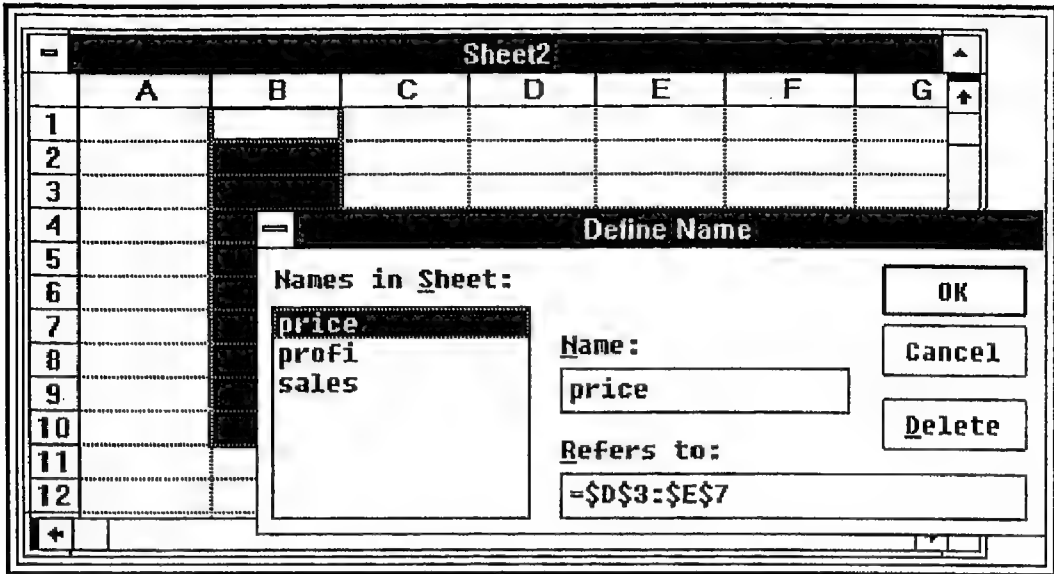 Sheet2
A B C D E F G
1
2
3
4
5
6
7
8
9
10
11
12
Define Name
Names in Sheet:
price
profi
sales
Name:
price
Refers to:
=$D$3:$E$7
OK
Cancel
Delete